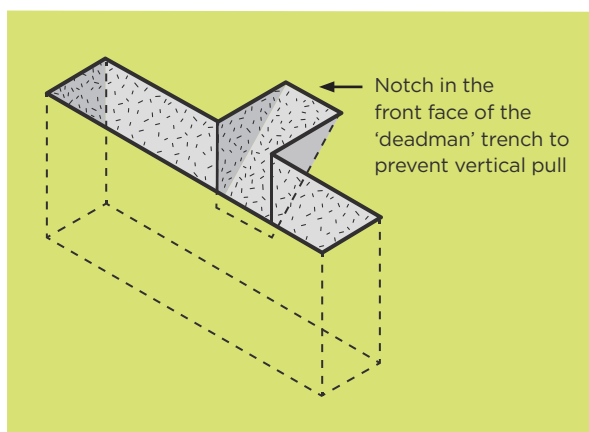 Notch in the
front face of the
‘deadman’ trench to
prevent vertical pull